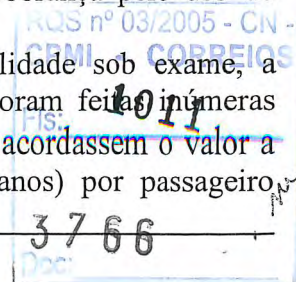 RQS nº 03/2005 - CN -
CPMI - CORREIOS
lidade sob exame, a
oram feitas inúmeras
Fls: 1011
acordassem o valor a
anos) por passageiro
3766
Doc: